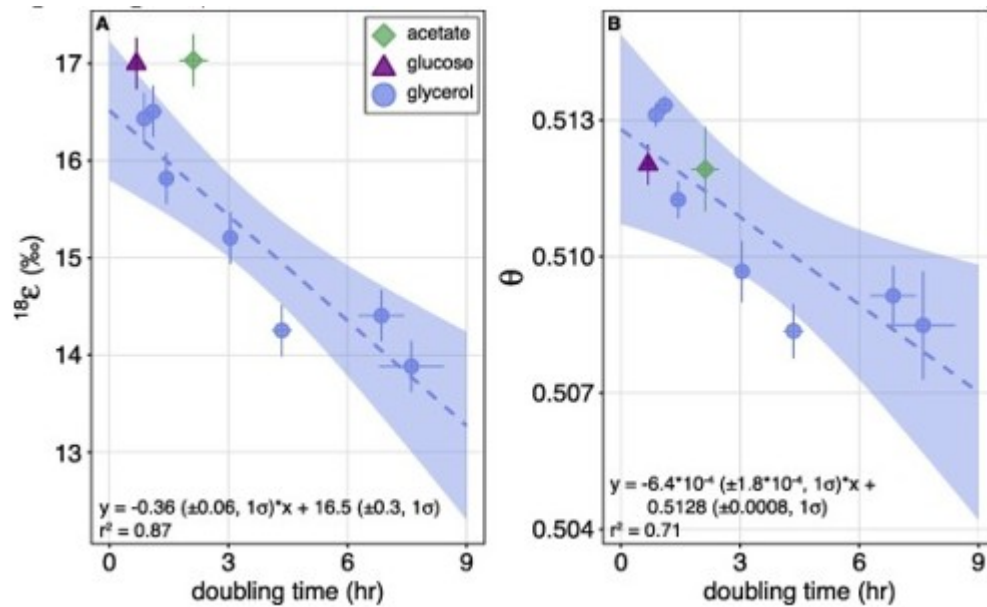 A
acetate
glucose
glycerol
17
16
15
14
13
¹⁸ε (‰)
y = -0.36 (±0.06, 1σ)*x + 16.5 (±0.3, 1σ)
r² = 0.87
0 3 6 9
doubling time (hr)
B
0.513
0.510
0.507
0.504
θ
y = -6.4*10⁻⁴ (±1.8*10⁻⁴, 1σ)*x +
0.5128 (±0.0008, 1σ)
r² = 0.71
0 3 6 9
doubling time (hr)